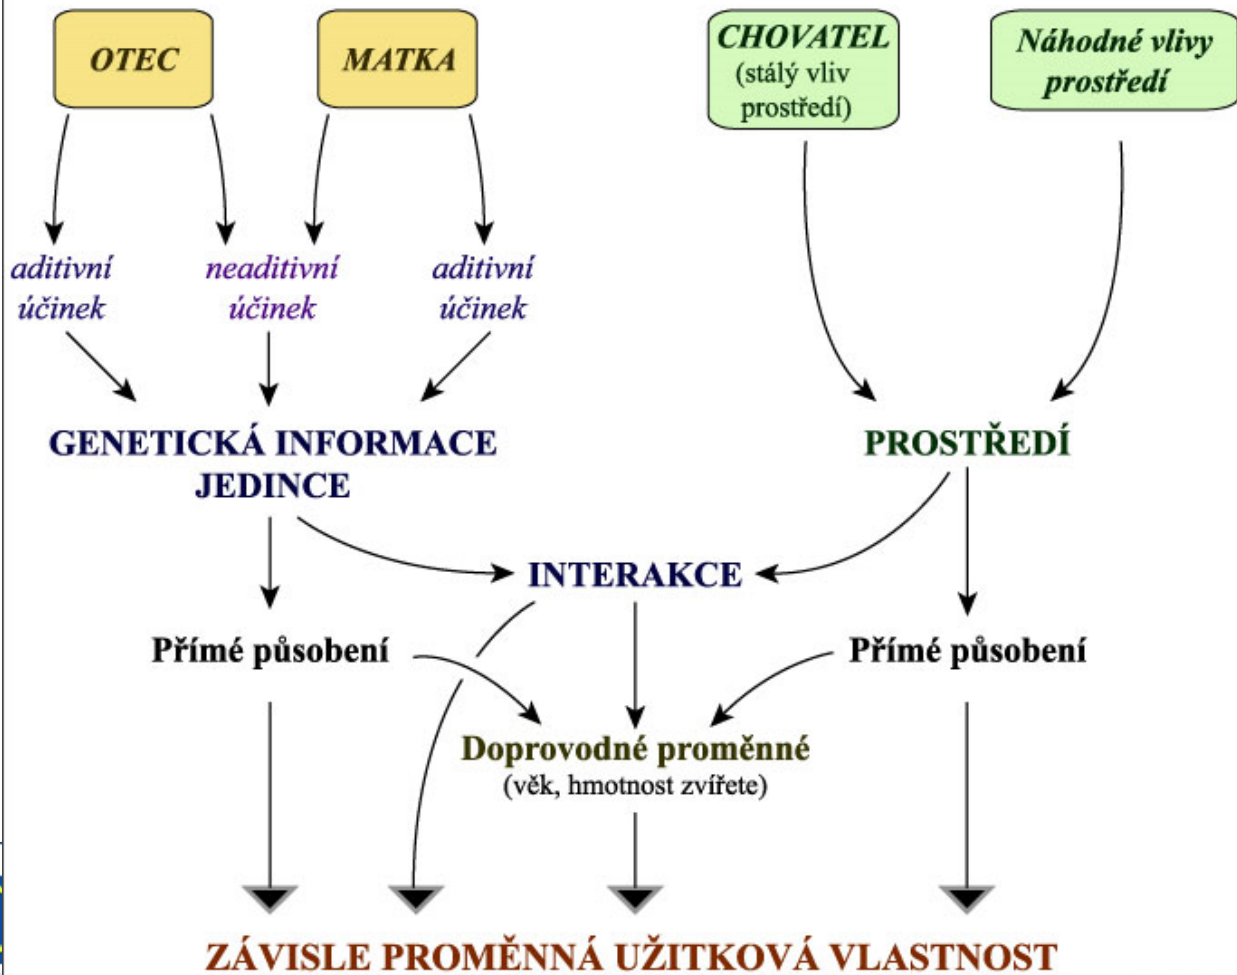 OTEC
MATKA
CHOVATEL
(stálý vliv
prostředí)
Náhodné vlivy
prostředí
aditivní
účinek
neaditivní
účinek
aditivní
účinek
GENETICKÁ INFORMACE
JEDINCE
PROSTŘEDÍ
INTERAKCE
Přímé působení
Přímé působení
Doprovodné proměnné
(věk, hmotnost zvířete)
ZÁVISLE PROMĚNNÁ UŽITKOVÁ VLASTNOST